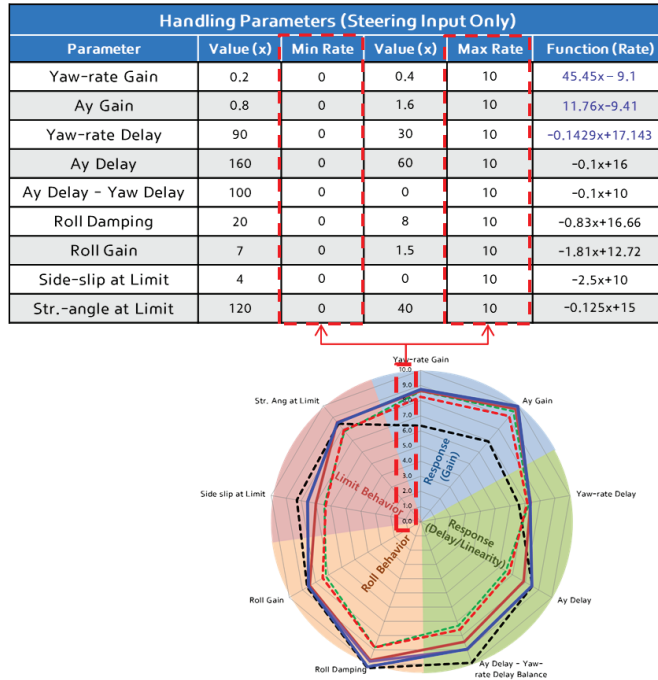 Handling Parameters (Steering Input Only)
Parameter Value (x) Min Rate Value (x) Max Rate Function (Rate)
Yaw-rate Gain 0.2 0 0.4 10 45.45x - 9.1
Ay Gain 0.8 0 1.6 10 11.76x-9.41
Yaw-rate Delay 90 0 30 10 -0.1429x+17.143
Ay Delay 160 0 60 10 -0.1x+16
Ay Delay - Yaw Delay 100 0 0 10 -0.1x+10
Roll Damping 20 0 8 10 -0.83x+16.66
Roll Gain 7 0 1.5 10 -1.81x+12.72
Side-slip at Limit 4 0 0 10 -2.5x+10
Str.-angle at Limit 120 0 40 10 -0.125x+15
Yaw-rate Gain
10.0
9.0
8.0
7.0
6.0
5.0
4.0
3.0
2.0
1.0
0.0
Str. Ang at Limit
Ay Gain
Side slip at Limit
Yaw-rate Delay
Response
(Gain)
Limit Behavior
Response
(Delay/Linearity)
Roll Behavior
Roll Gain
Ay Delay
Roll Damping
Ay Delay - Yaw-
rate Delay Balance